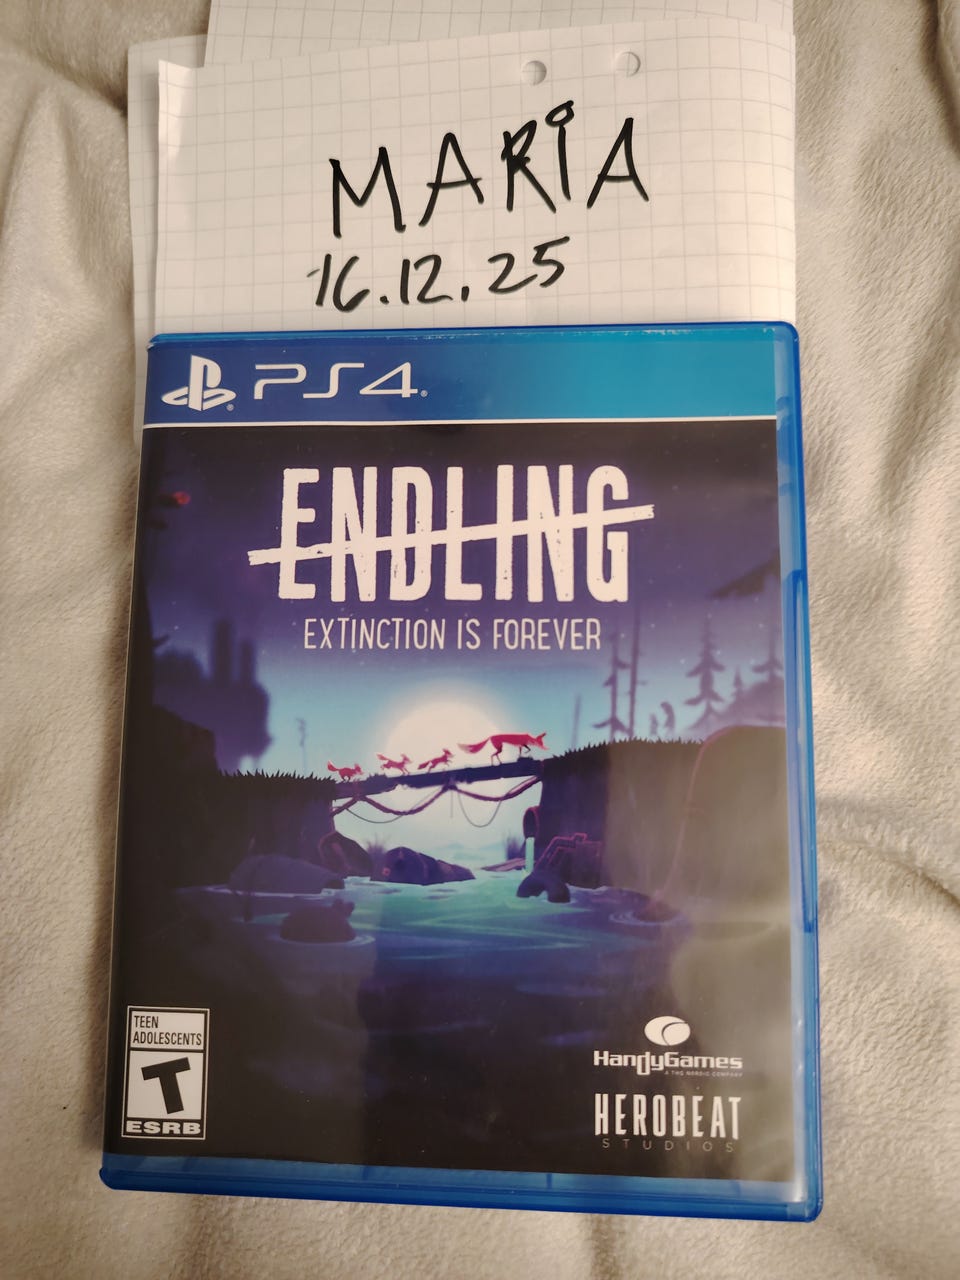 MARIA
16.12.25
PS4
ENDLING
EXTINCTION IS FOREVER
TEEN
ADOLESCENTS
T
ESRB
HandyGames
A THQ NORDIC COMPANY
HEROBEAT
STUDIOS